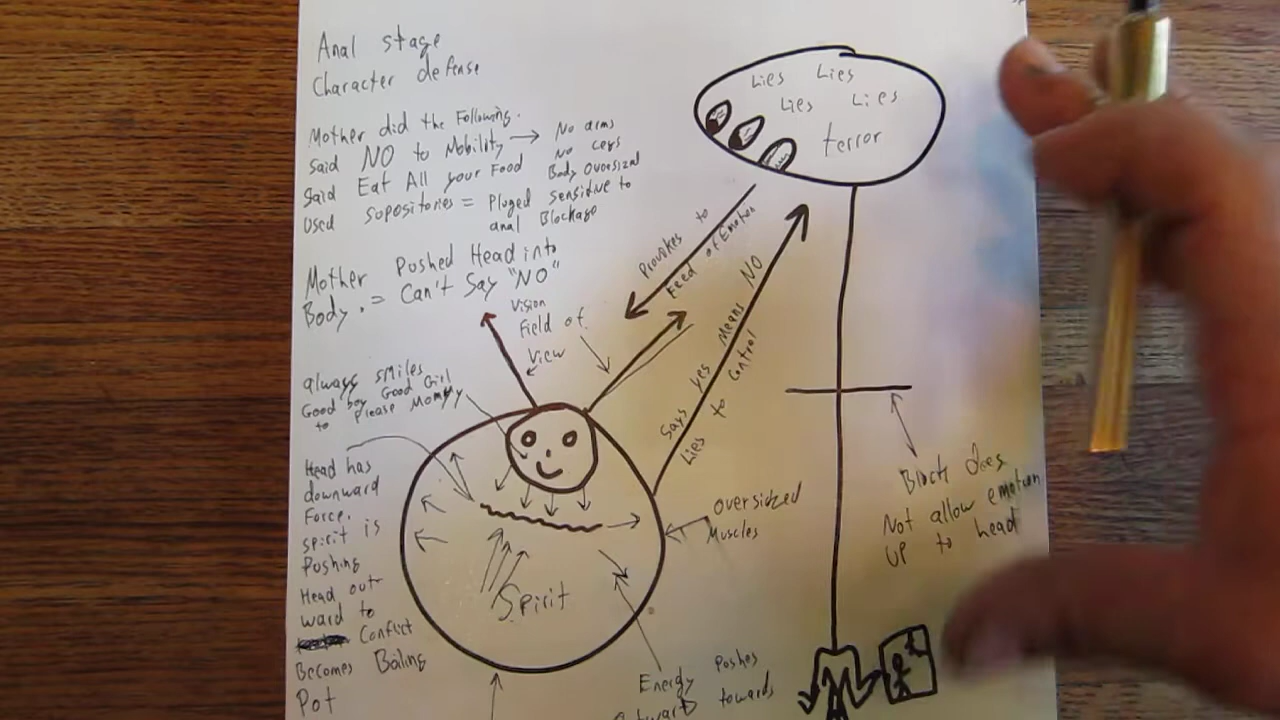 Anal stage
Character defense
Mother did the Following.
Said NO to Mobility → No arms
No legs
Said Eat All your Food Body Oversized
Used Sopositories = Pluged sensitive to
anal Blockage
Mother Pushed Head into
Body. = Can't Say "NO"
Vision
Field of
View
always smiles
Good boy Good Girl
to Please Mommy
Head has
downward
Force.
Spirit is
Pushing
Head out-
ward to
Conflict
Becomes Boiling
Pot
Lies Lies
Lies Lies
terror
Provokes to
Feed of Emotion
Says yes Means NO
Lies to Control
Oversized
Muscles
Spirit
Energy Poshes
Outward towards
Block does
Not allow emotion
UP to head